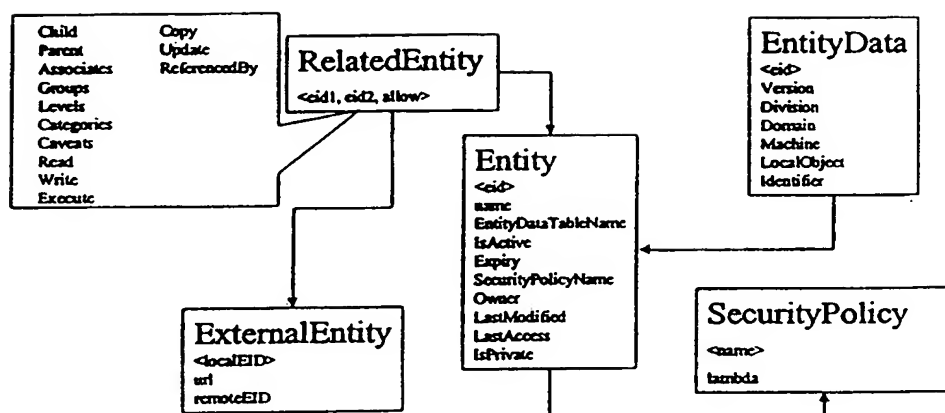 Child
Parent
Associates
Groups
Levels
Categories
Caveats
Read
Write
Execute
Copy
Update
ReferencedBy
RelatedEntity
<eid1, eid2, allow>
EntityData
<eid>
Version
Division
Domain
Machine
LocalObject
Identifier
Entity
<eid>
name
EntityDataTableName
IsActive
Expiry
SecurityPolicyName
Owner
LastModified
LastAccess
IsPrivate
ExternalEntity
<localEID>
url
remoteEID
SecurityPolicy
<name>
lambda